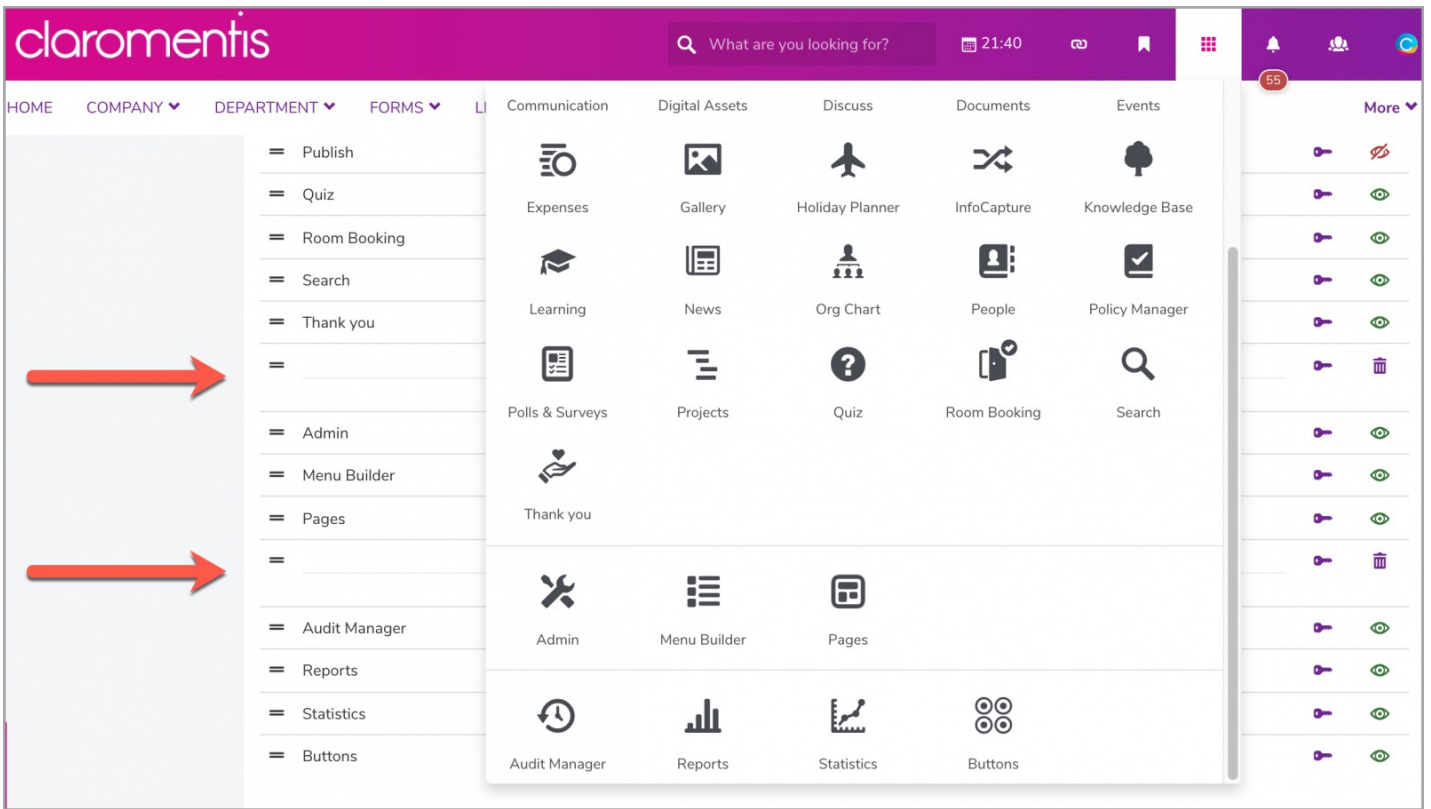 claromentis
What are you looking for?
21:40
55
HOME COMPANY DEPARTMENT FORMS More
Communication Digital Assets Discuss Documents Events
Publish
Quiz
Expenses Gallery Holiday Planner InfoCapture Knowledge Base
Room Booking
Search
Learning News Org Chart People Policy Manager
Thank you
Polls & Surveys Projects Quiz Room Booking Search
Admin
Menu Builder
Pages
Thank you
Audit Manager
Admin Menu Builder Pages
Reports
Statistics
Buttons
Audit Manager Reports Statistics Buttons